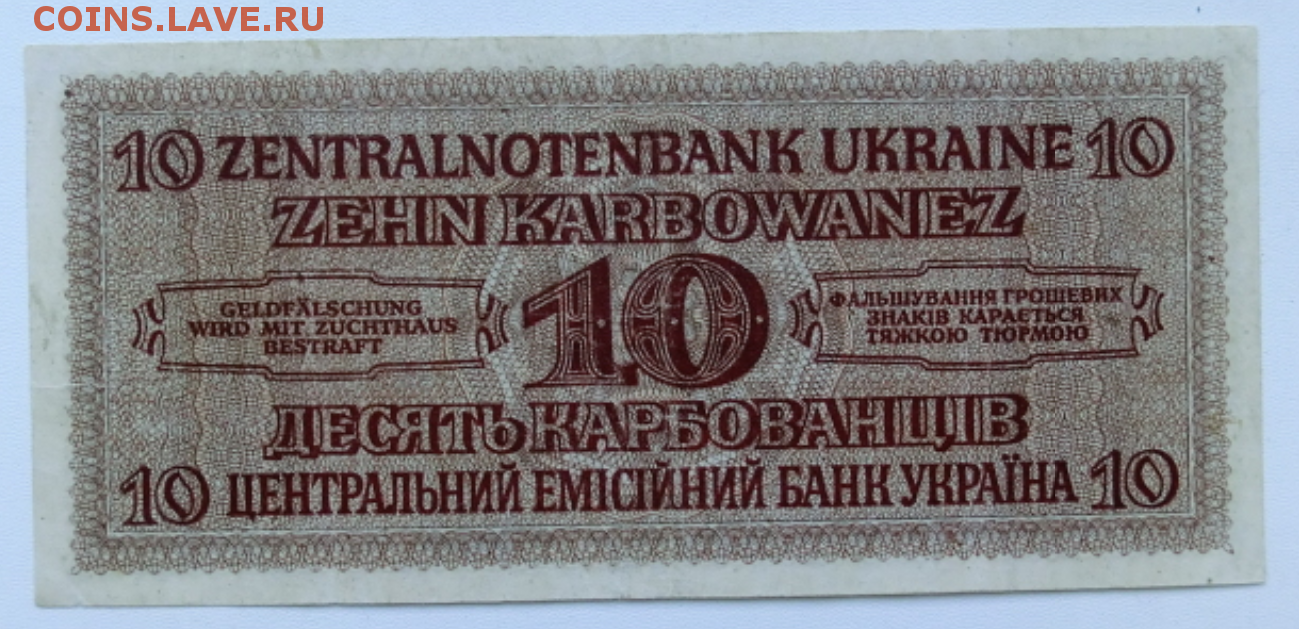 COINS.LAVE.RU
10 ZENTRALNOTENBANK UKRAINE 10
ZEHN KARBOWANEZ
GELDFÄLSCHUNG
WIRD MIT ZUCHTHAUS
BESTRAFT
10
ФАЛЬШУВАННЯ ГРОШЕВИХ
ЗНАКІВ КАРАЄТЬСЯ
ТЯЖКОЮ ТЮРМОЮ
ДЕСЯТЬ КАРБОВАНЦІВ
10 ЦЕНТРАЛЬНИЙ ЕМІСІЙНИЙ БАНК УКРАЇНА 10